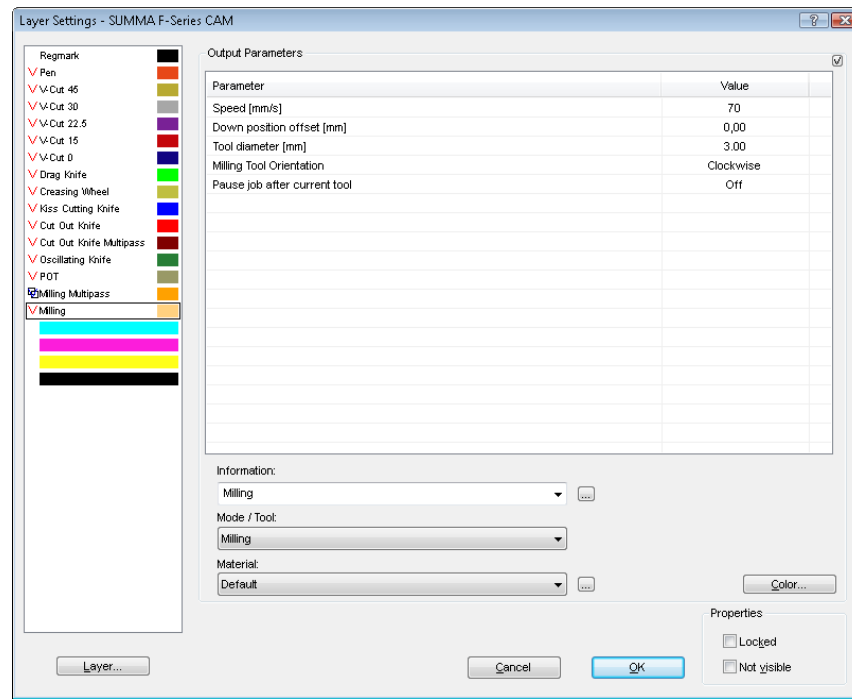 Layer Settings - SUMMA F-Series CAM
Regmark
Pen
V-Cut 45
V-Cut 30
V-Cut 22.5
V-Cut 15
V-Cut 0
Drag Knife
Creasing Wheel
Kiss Cutting Knife
Cut Out Knife
Cut Out Knife Multipass
Oscillating Knife
POT
Milling Multipass
Milling
Layer...
Output Parameters
Parameter Value
Speed [mm/s] 70
Down position offset [mm] 0,00
Tool diameter [mm] 3.00
Milling Tool Orientation Clockwise
Pause job after current tool Off
Information:
Milling
...
Mode / Tool:
Milling
Material:
Default
...
Color...
Properties
Locked
Not visible
Cancel
OK